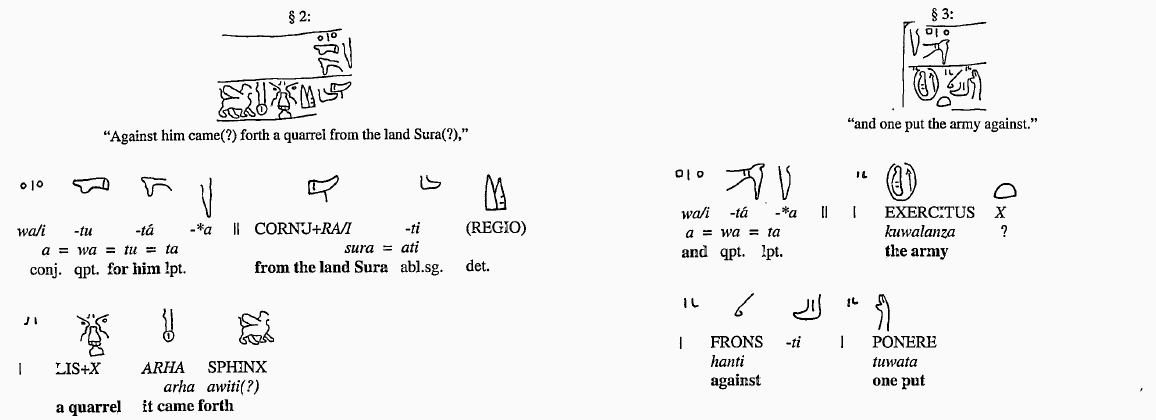 § 2:
"Against him came(?) forth a quarrel from the land Sura(?),"
wa/i -tu -tá -*a || CORNU+RA/I -ti (REGIO)
a = wa = tu = ta sura = ati
conj. qpt. for him lpt. from the land Sura abl.sg. det.
| LIS+X ARHA SPHINX
arha awiti(?)
a quarrel it came forth
§ 3:
"and one put the army against."
wa/i -tá -*a || | EXERCITUS X
a = wa = ta kuwalanza ?
and qpt. lpt. the army
| FRONS -ti | PONERE
hanti tuwata
against one put